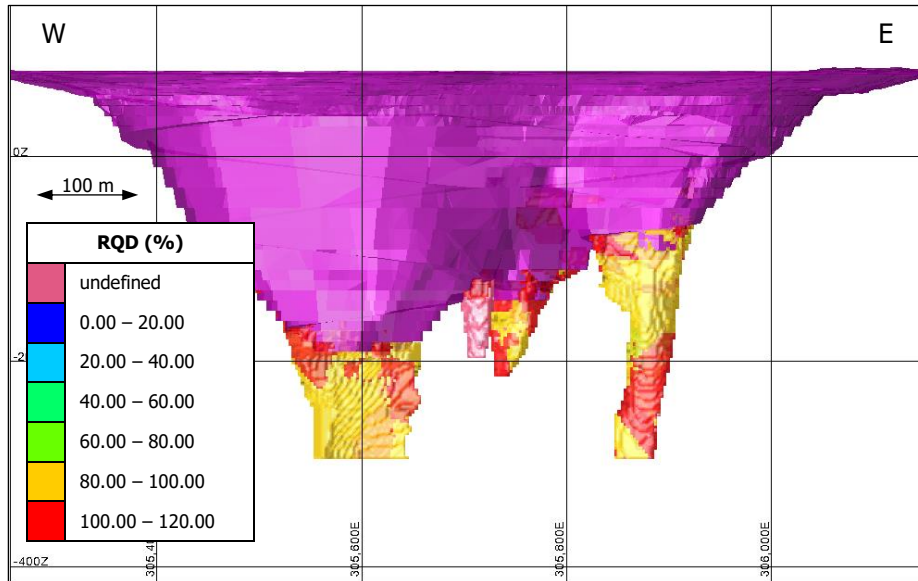 W
E
0Z
100 m
RQD (%)
undefined
0.00 – 20.00
20.00 – 40.00
40.00 – 60.00
60.00 – 80.00
80.00 – 100.00
100.00 – 120.00
-400Z
305,600E
305,800E
306,000E